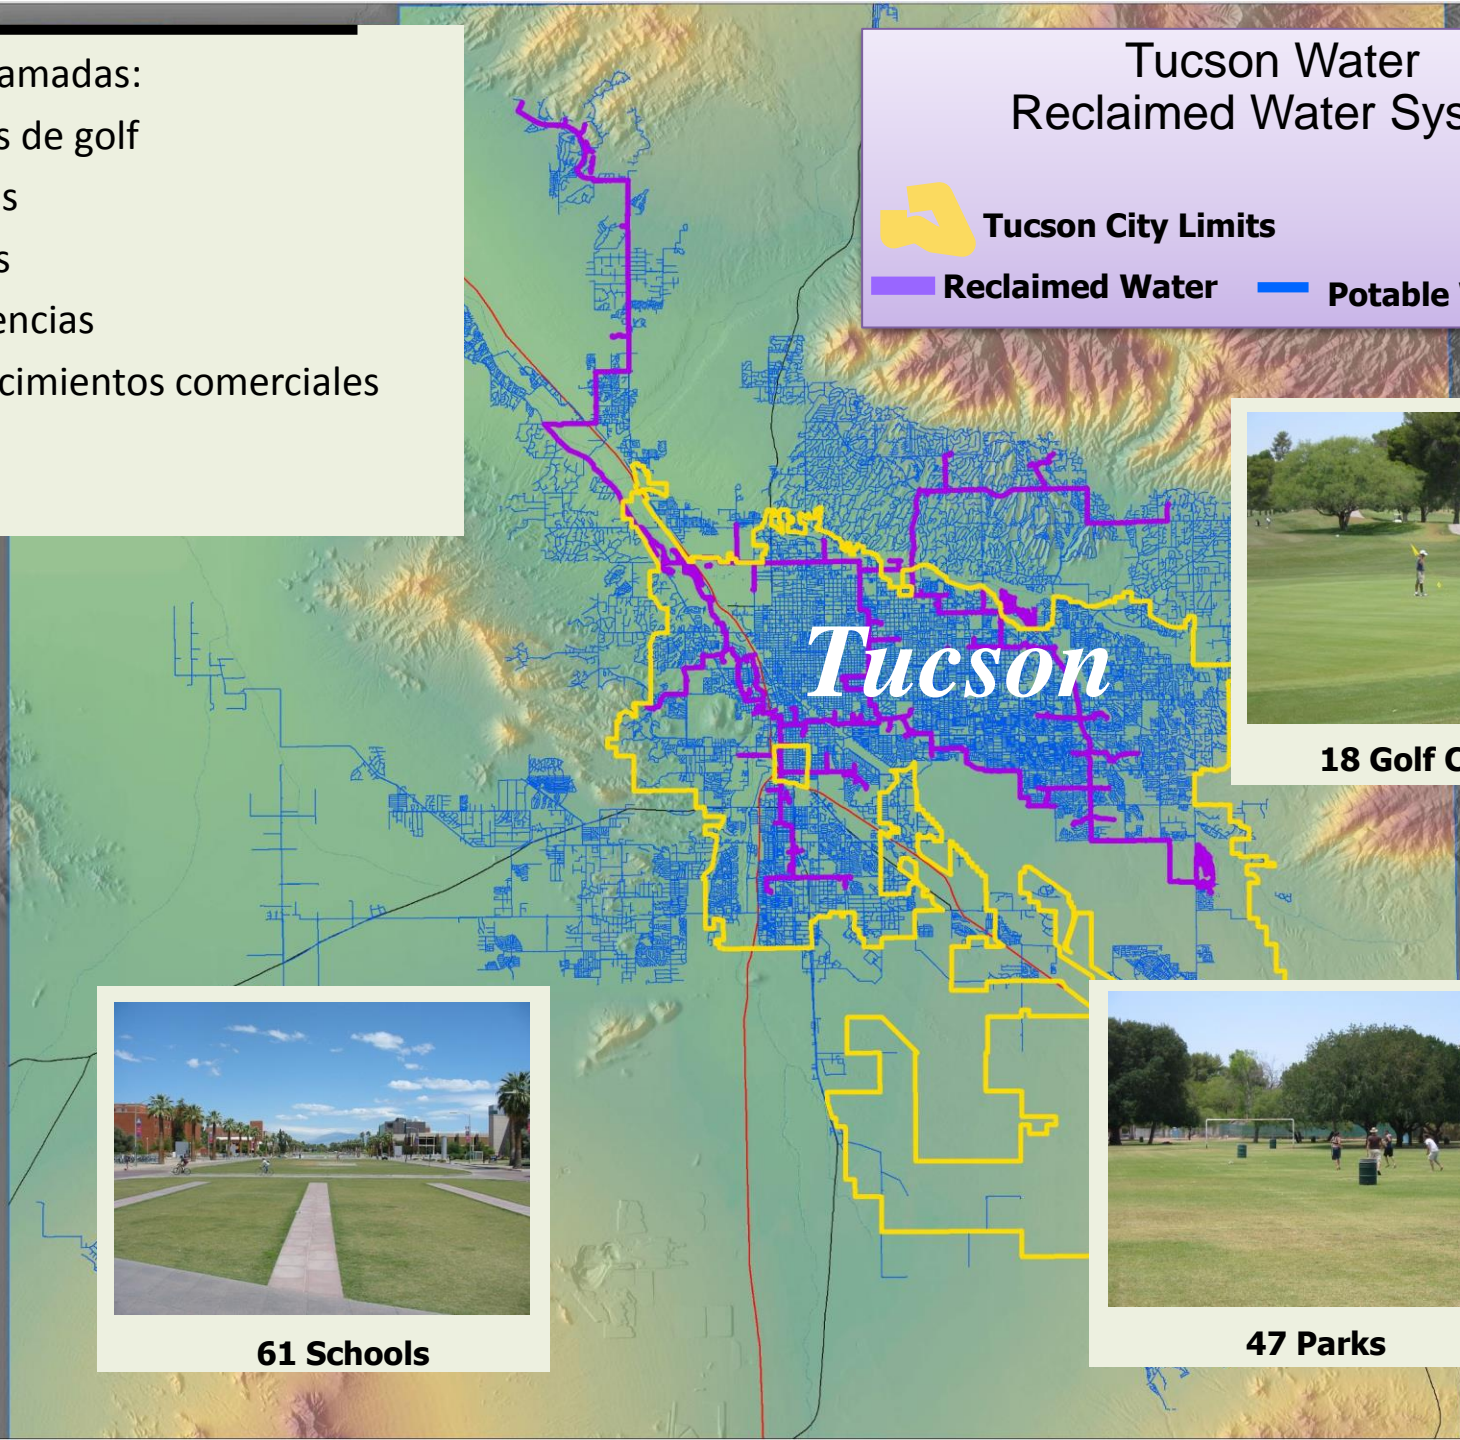 amadas:
s de golf
s
s
encias
cimientos comerciales
Tucson Water
Reclaimed Water Sys
Tucson City Limits
Reclaimed Water
Potable
Tucson
18 Golf C
61 Schools
47 Parks